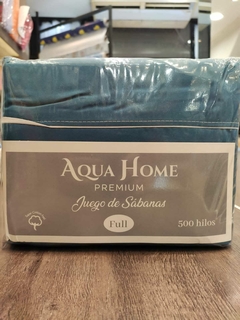 AQUA HOME
PREMIUM
Juego de Sábanas
Full
500 hilos